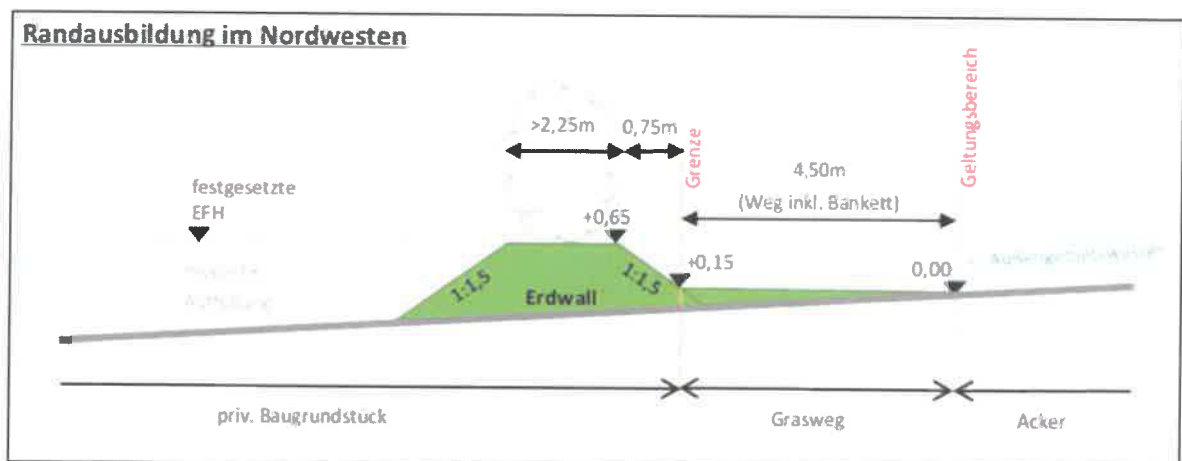 Randausbildung im Nordwesten
>2,25m
0,75m
Grenze
Geltungsbereich
4,50m
(Weg inkl. Bankett)
festgesetzte
EFH
+0,65
+0,15
0,00
1:1,5
Erdwall
1:1,5
priv. Baugrundstück
Grasweg
Acker